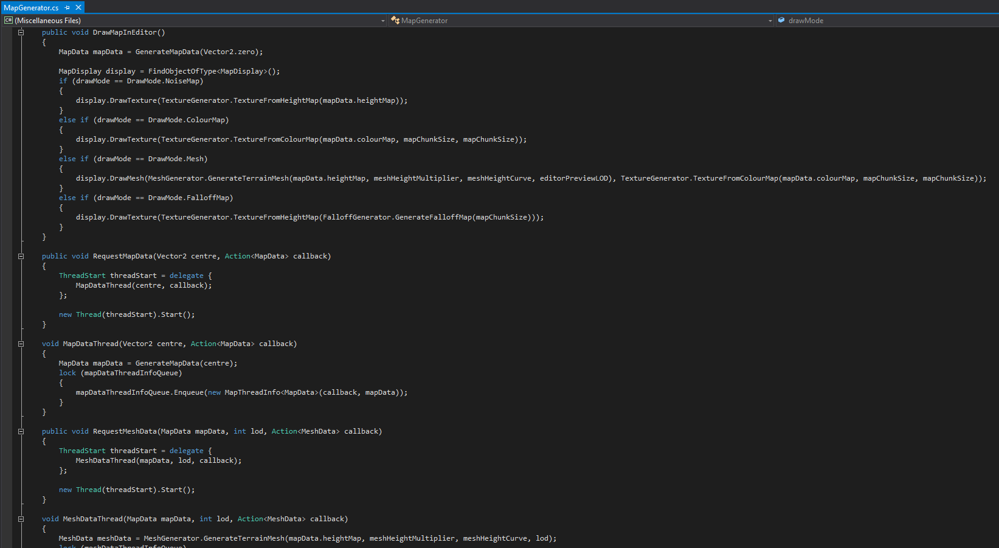 MapGenerator.cs
C# (Miscellaneous Files) MapGenerator drawMode
public void DrawMapInEditor()
{
MapData mapData = GenerateMapData(Vector2.zero);
MapDisplay display = FindObjectOfType<MapDisplay>();
if (drawMode == DrawMode.NoiseMap)
{
display.DrawTexture(TextureGenerator.TextureFromHeightMap(mapData.heightMap));
}
else if (drawMode == DrawMode.ColourMap)
{
display.DrawTexture(TextureGenerator.TextureFromColourMap(mapData.colourMap, mapChunkSize, mapChunkSize));
}
else if (drawMode == DrawMode.Mesh)
{
display.DrawMesh(MeshGenerator.GenerateTerrainMesh(mapData.heightMap, meshHeightMultiplier, meshHeightCurve, editorPreviewLOD), TextureGenerator.TextureFromColourMap(mapData.colourMap, mapChunkSize, mapChunkSize));
}
else if (drawMode == DrawMode.FalloffMap)
{
display.DrawTexture(TextureGenerator.TextureFromHeightMap(FalloffGenerator.GenerateFalloffMap(mapChunkSize)));
}
}
public void RequestMapData(Vector2 centre, Action<MapData> callback)
{
ThreadStart threadStart = delegate {
MapDataThread(centre, callback);
};
new Thread(threadStart).Start();
}
void MapDataThread(Vector2 centre, Action<MapData> callback)
{
MapData mapData = GenerateMapData(centre);
lock (mapDataThreadInfoQueue)
{
mapDataThreadInfoQueue.Enqueue(new MapThreadInfo<MapData>(callback, mapData));
}
}
public void RequestMeshData(MapData mapData, int lod, Action<MeshData> callback)
{
ThreadStart threadStart = delegate {
MeshDataThread(mapData, lod, callback);
};
new Thread(threadStart).Start();
}
void MeshDataThread(MapData mapData, int lod, Action<MeshData> callback)
{
MeshData meshData = MeshGenerator.GenerateTerrainMesh(mapData.heightMap, meshHeightMultiplier, meshHeightCurve, lod);
lock (meshDataThreadInfoQueue)